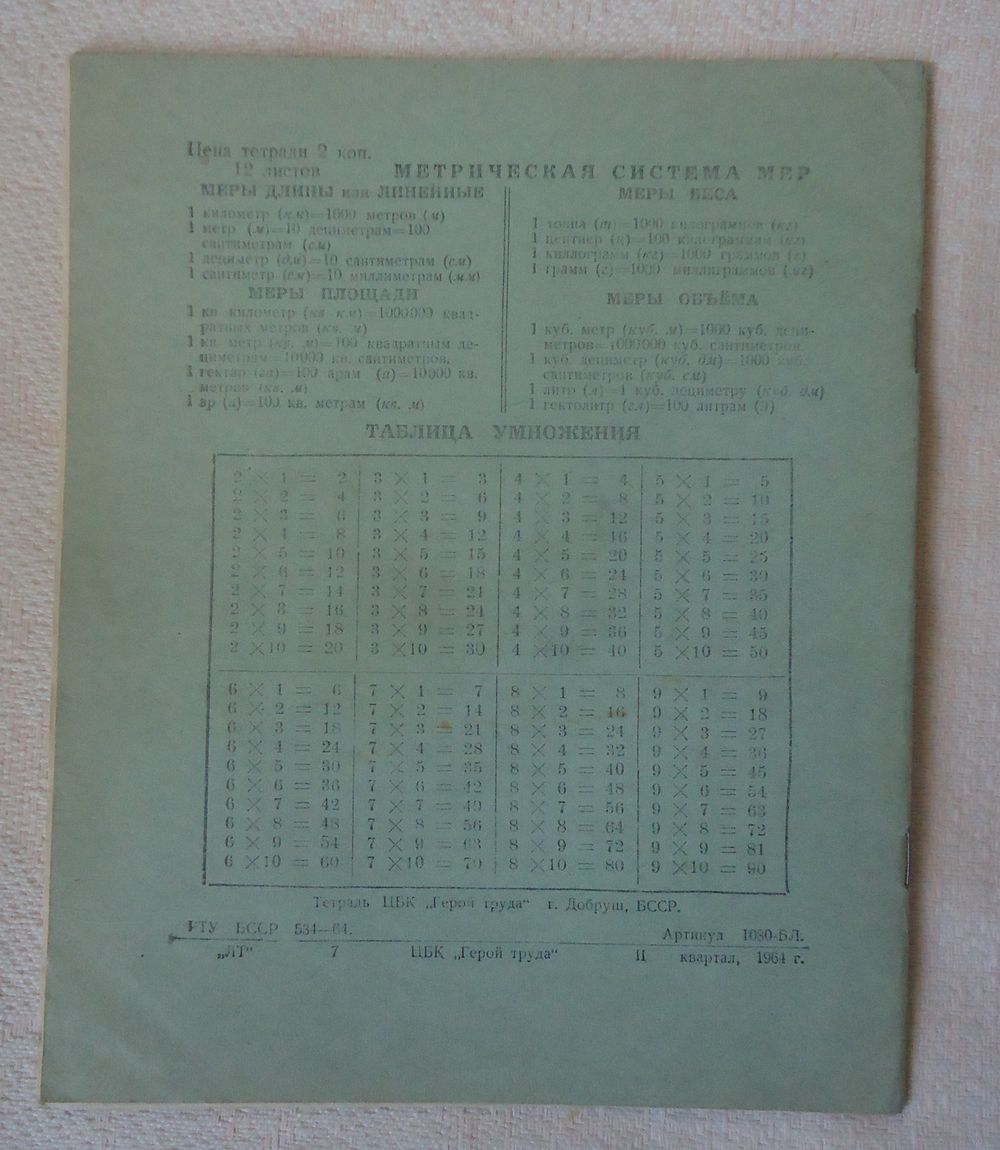 Цена тетради 2 коп.
12 листов
МЕТРИЧЕСКАЯ СИСТЕМА МЕР
МЕРЫ ДЛИНЫ или ЛИНЕЙНЫЕ
1 километр (км)=1000 метров (м)
1 метр (м)=10 дециметрам=100
сантиметрам (см)
1 дециметр (дм)=10 сантиметрам (см)
1 сантиметр (см)=10 миллиметрам (мм)
МЕРЫ ПЛОЩАДИ
1 кв. километр (кв. км)=1000000 квад-
ратных метров (кв. м)
1 кв. метр (кв. м)=100 квадратным де-
циметрам=10000 кв. сантиметров.
1 гектар (га)=100 арам (а)=10000 кв.
метров (кв. м)
1 ар (а)=100 кв. метрам (кв. м)
МЕРЫ ВЕСА
1 тонна (т)=1000 килограммов (кг)
1 центнер (ц)=100 килограммам (кг)
1 киллограмм (кг)=1000 граммов (г)
1 грамм (г)=1000 миллиграммов (мг)
МЕРЫ ОБЪЁМА
1 куб. метр (куб. м)=1000 куб. деци-
метров=1000000 куб. сантиметров.
1 куб. дециметр (куб. дм)=1000 куб.
сантиметров (куб. см)
1 литр (л)=1 куб. дециметру (куб. дм)
1 гектолитр (гл)=100 литрам (Л)
ТАБЛИЦА УМНОЖЕНИЯ
2 × 1 = 2 3 × 1 = 3 4 × 1 = 4 5 × 1 = 5
2 × 2 = 4 3 × 2 = 6 4 × 2 = 8 5 × 2 = 10
2 × 3 = 6 3 × 3 = 9 4 × 3 = 12 5 × 3 = 15
2 × 4 = 8 3 × 4 = 12 4 × 4 = 16 5 × 4 = 20
2 × 5 = 10 3 × 5 = 15 4 × 5 = 20 5 × 5 = 25
2 × 6 = 12 3 × 6 = 18 4 × 6 = 24 5 × 6 = 30
2 × 7 = 14 3 × 7 = 21 4 × 7 = 28 5 × 7 = 35
2 × 8 = 16 3 × 8 = 24 4 × 8 = 32 5 × 8 = 40
2 × 9 = 18 3 × 9 = 27 4 × 9 = 36 5 × 9 = 45
2 ×10 = 20 3 ×10 = 30 4 ×10 = 40 5 ×10 = 50
6 × 1 = 6 7 × 1 = 7 8 × 1 = 8 9 × 1 = 9
6 × 2 = 12 7 × 2 = 14 8 × 2 = 16 9 × 2 = 18
6 × 3 = 18 7 × 3 = 21 8 × 3 = 24 9 × 3 = 27
6 × 4 = 24 7 × 4 = 28 8 × 4 = 32 9 × 4 = 36
6 × 5 = 30 7 × 5 = 35 8 × 5 = 40 9 × 5 = 45
6 × 6 = 36 7 × 6 = 42 8 × 6 = 48 9 × 6 = 54
6 × 7 = 42 7 × 7 = 49 8 × 7 = 56 9 × 7 = 63
6 × 8 = 48 7 × 8 = 56 8 × 8 = 64 9 × 8 = 72
6 × 9 = 54 7 × 9 = 63 8 × 9 = 72 9 × 9 = 81
6 ×10 = 60 7 ×10 = 70 8 ×10 = 80 9 ×10 = 90
Тетрадь ЦБК „Герой труда“ г. Добруш, БССР.
РТУ БССР 534—64. Артикул 1080-БЛ.
„ЛТ“ 7 ЦБК „Герой труда“ II квартал, 1964 г.